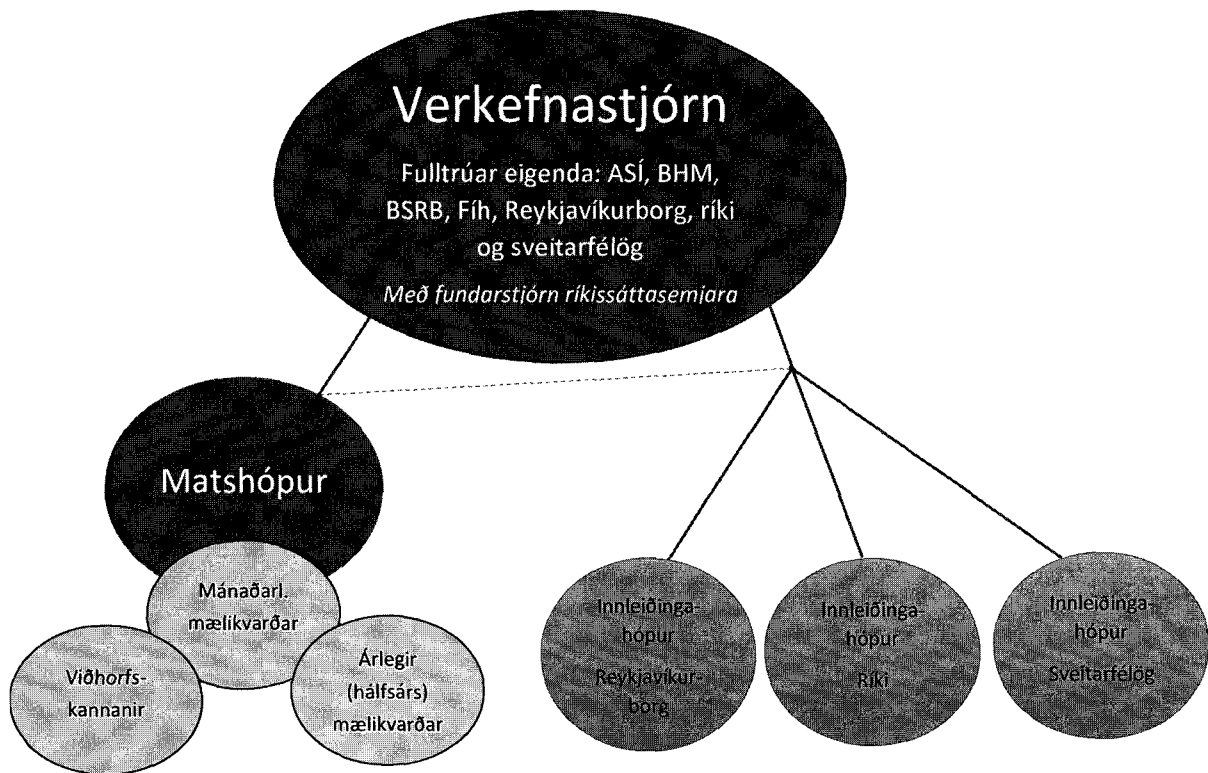 Verkefnastjórn
Fulltrúar eigenda: ASÍ, BHM,
BSRB, Fíh, Reykjavíkurborg, ríki
og sveitarfélög
Með fundarstjórn ríkissáttasemjara
Matshópur
Mánaðarl.
mælikvarðar
Viðhorfs-
kannanir
Árlegir
(hálfsárs)
mælikvarðar
Innleiðinga-
hópur
Reykjavíkur-
borg
Innleiðinga-
hópur
Ríki
Innleiðinga-
hópur
Sveitarfélög